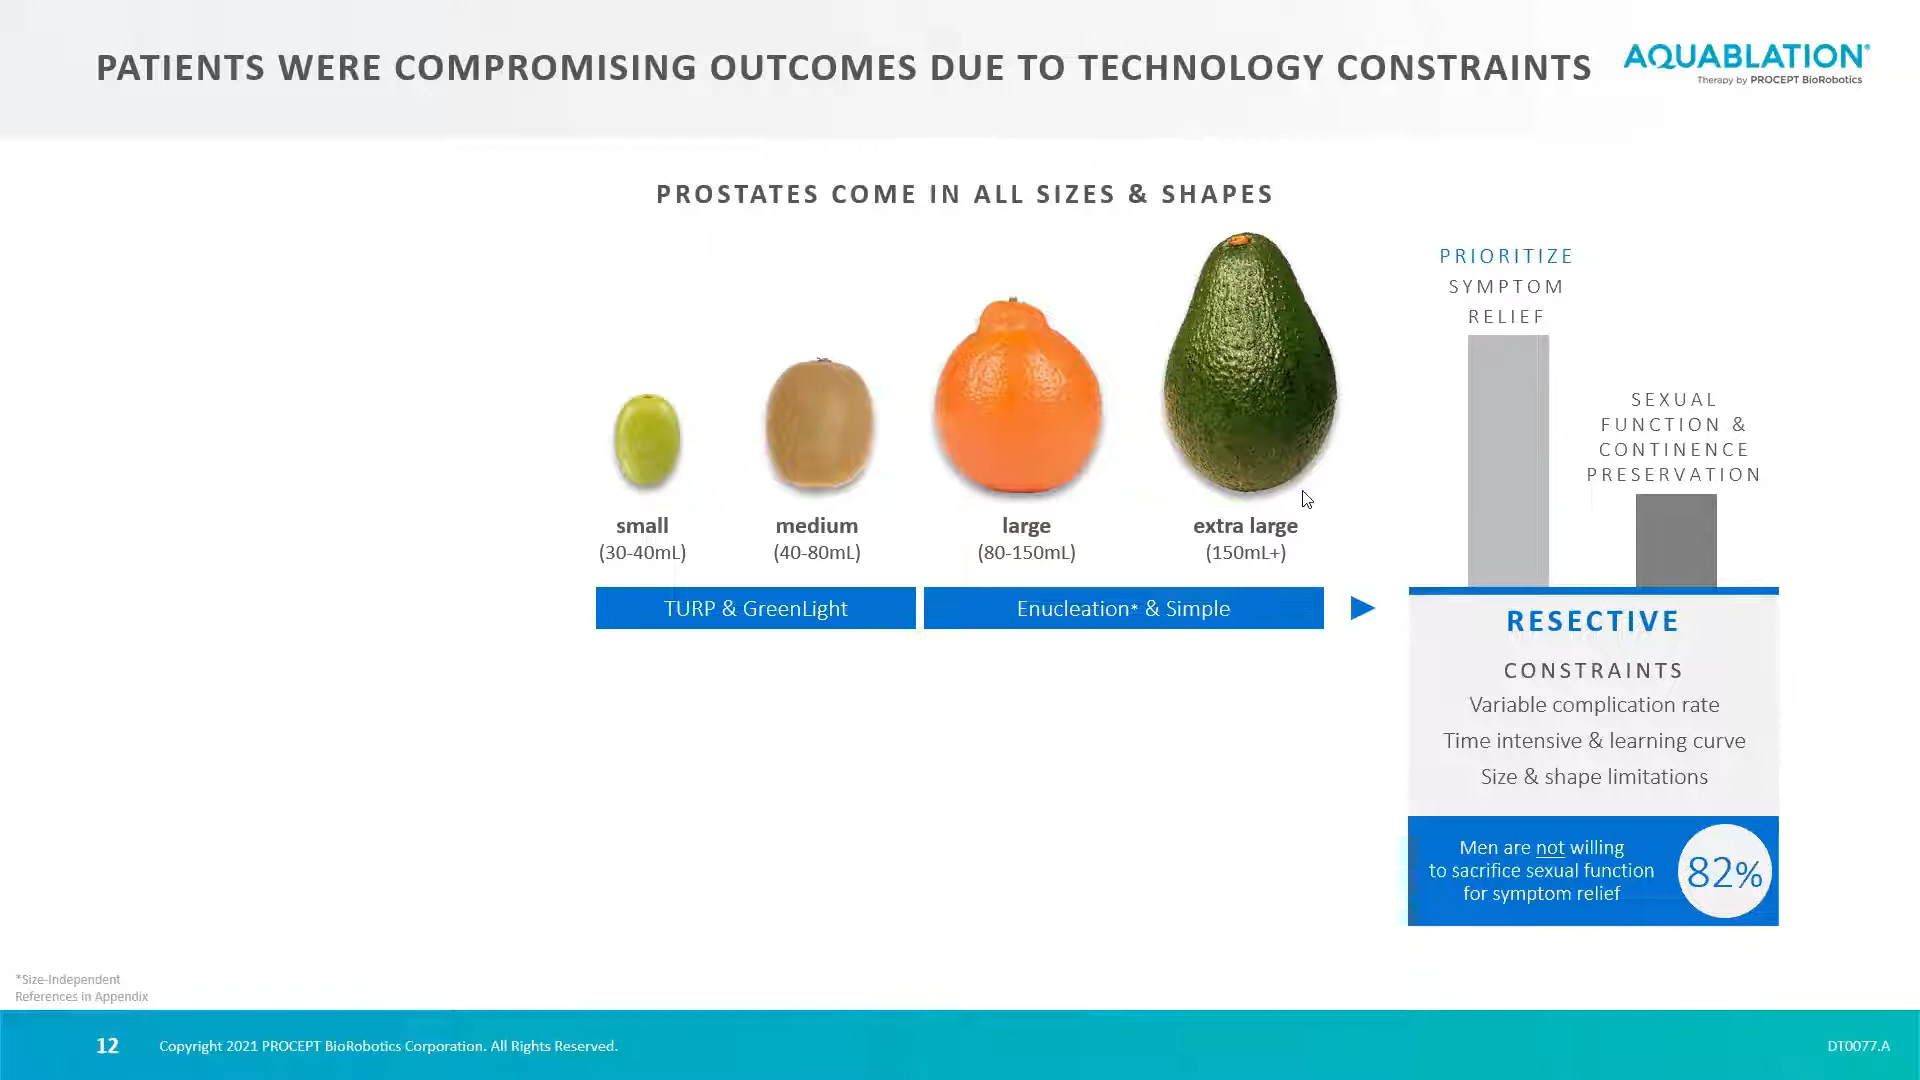 PATIENTS WERE COMPROMISING OUTCOMES DUE TO TECHNOLOGY CONSTRAINTS
AQUABLATION®
Therapy by PROCEPT BioRobotics
PROSTATES COME IN ALL SIZES & SHAPES
small
(30-40mL)
medium
(40-80mL)
large
(80-150mL)
extra large
(150mL+)
TURP & GreenLight
Enucleation* & Simple
PRIORITIZE
SYMPTOM
RELIEF
SEXUAL
FUNCTION &
CONTINENCE
PRESERVATION
RESECTIVE
CONSTRAINTS
Variable complication rate
Time intensive & learning curve
Size & shape limitations
Men are not willing
to sacrifice sexual function
for symptom relief
82%
*Size-Independent
References in Appendix
12
Copyright 2021 PROCEPT BioRobotics Corporation. All Rights Reserved.
DT0077.A